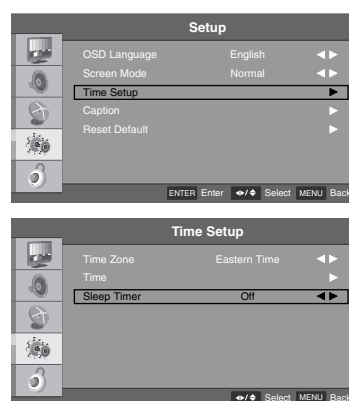 Setup
OSD Language English
Screen Mode Normal
Time Setup
Caption
Reset Default
ENTER Enter / Select MENU Back
Time Setup
Time Zone Eastern Time
Time
Sleep Timer Off
/ Select MENU Back